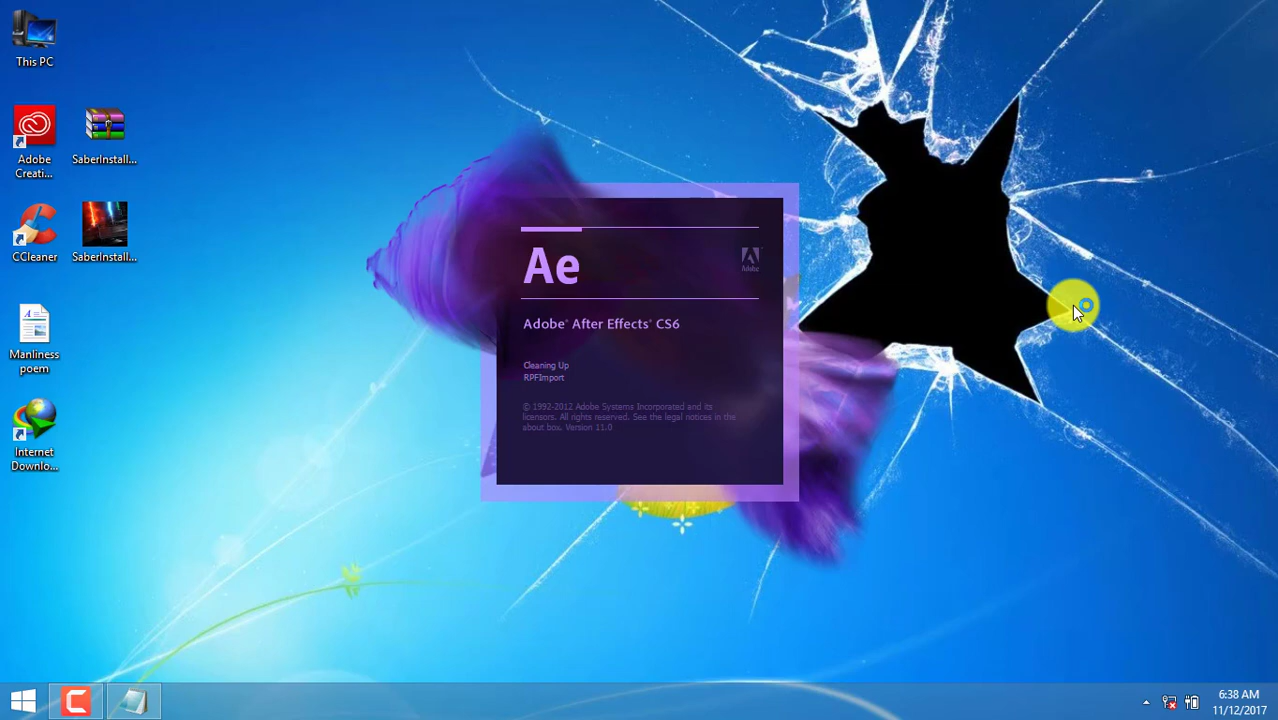 This PC
Adobe
Creati...
SaberInstall...
CCleaner
SaberInstall...
Manliness
poem
Internet
Downlo...
Ae
Adobe
Adobe® After Effects® CS6
Cleaning Up
RPFImport
© 1992-2012 Adobe Systems Incorporated and its
licensors. All rights reserved. See the legal notices in the
about box. Version 11.0
6:38 AM
11/12/2017